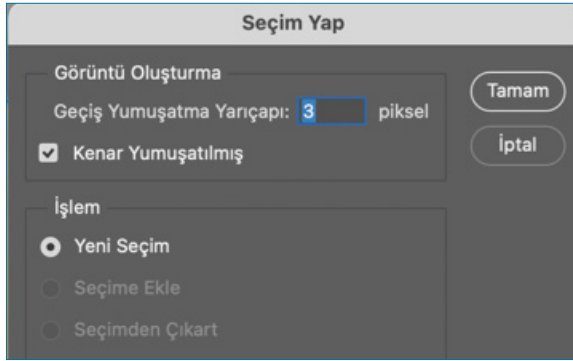 Seçim Yap
Görüntü Oluşturma
Geçiş Yumuşatma Yarıçapı: 3 piksel
Kenar Yumuşatılmış
Tamam
İptal
İşlem
Yeni Seçim
Seçime Ekle
Seçimden Çıkart